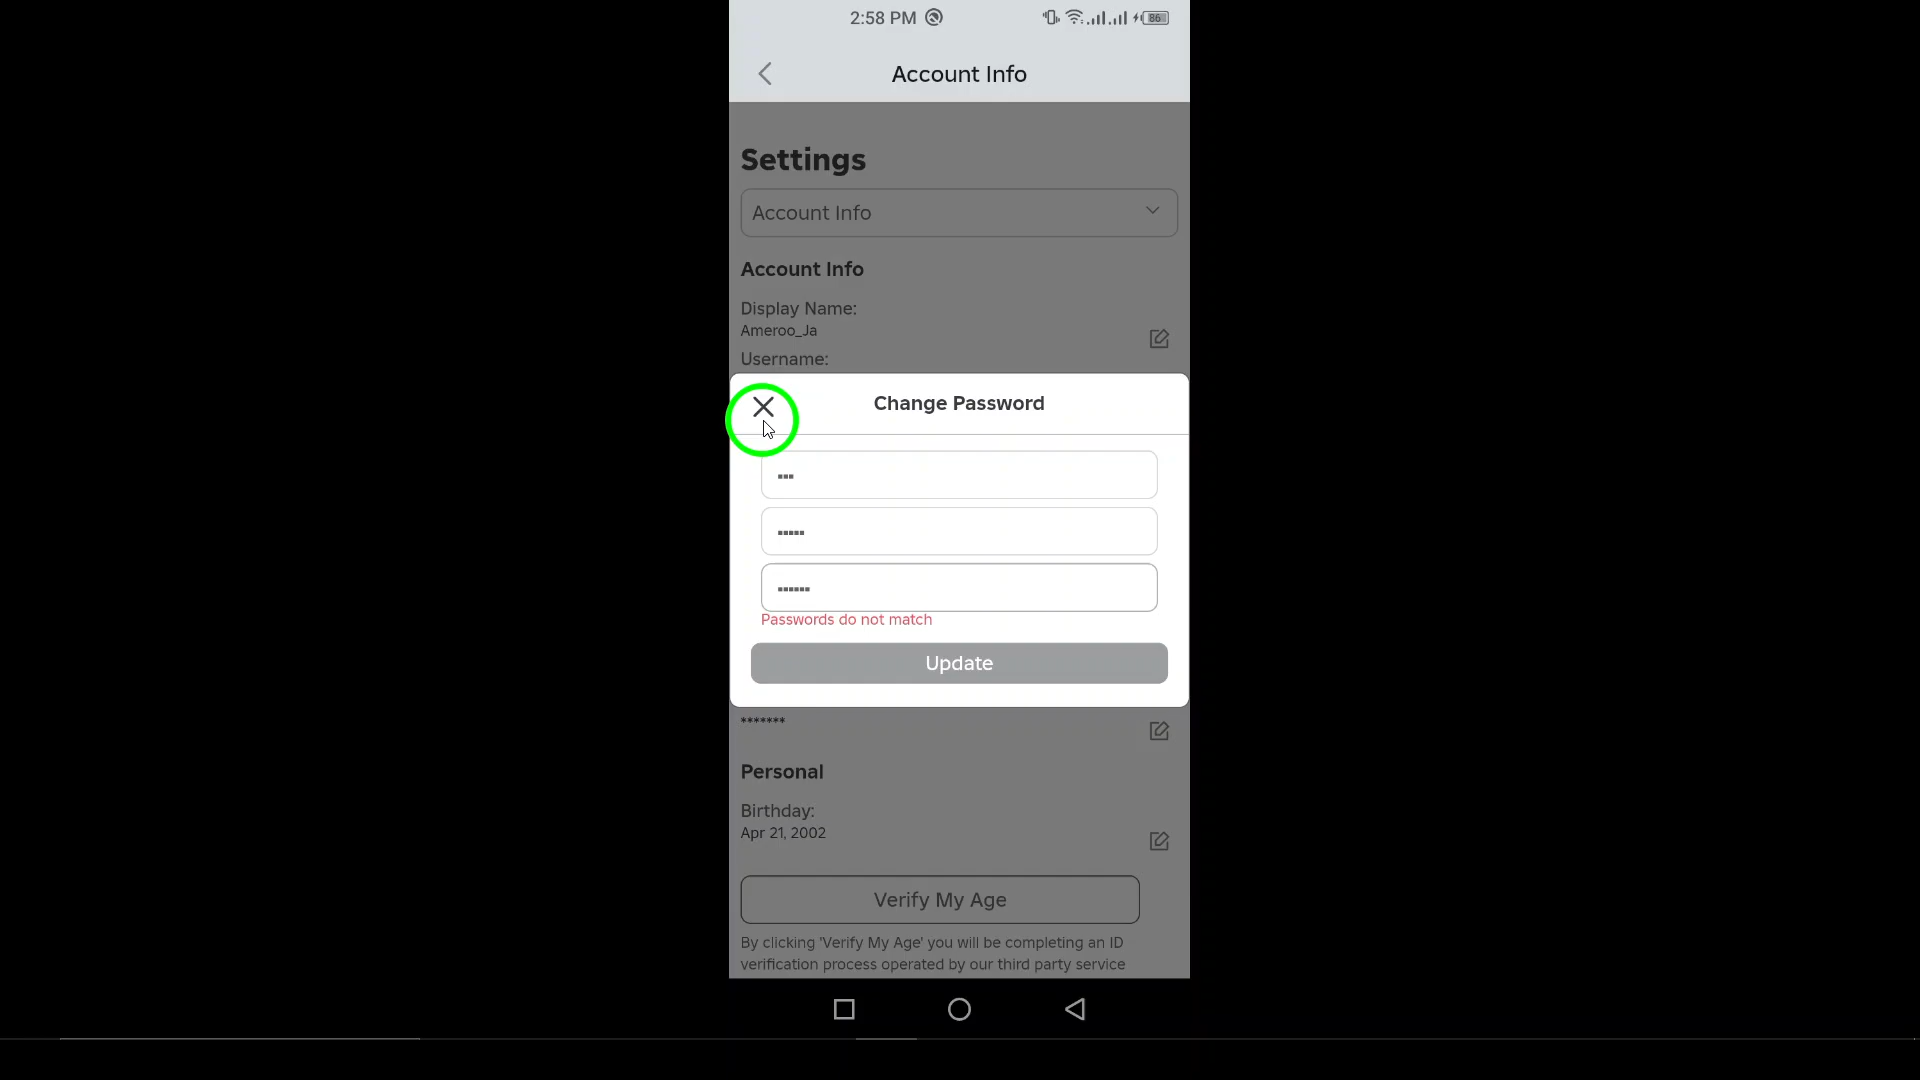 2:58 PM
86
Account Info
Settings
Account Info
Account Info
Display Name:
Ameroo_Ja
Username:
Change Password
•••
•••••
••••••
Passwords do not match
Update
*******
Personal
Birthday:
Apr 21, 2002
Verify My Age
By clicking 'Verify My Age' you will be completing an ID
verification process operated by our third party service